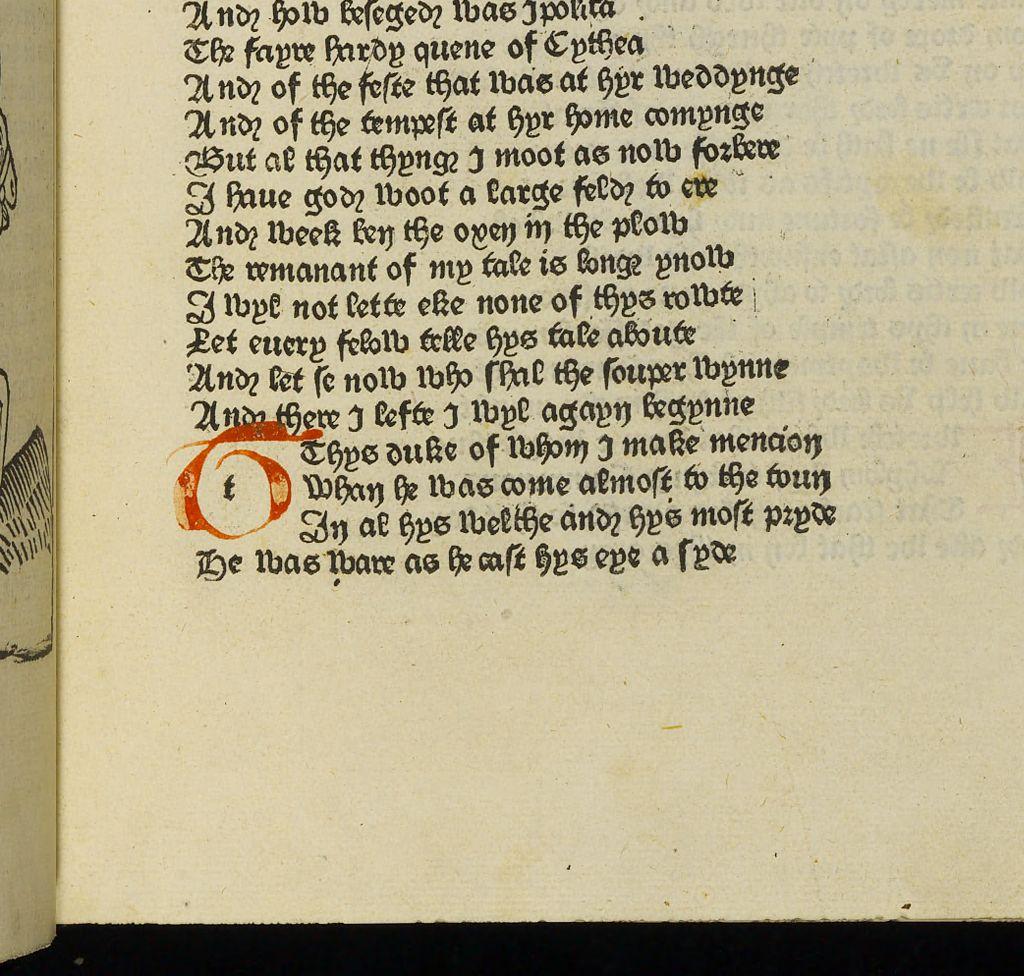 And how beseged was Ipolita
The fayre hardy quene of Cythea
And of the feste that was at hyr weddynge
And of the tempest at hyr home comynge
But al that thyng I moot as now forbere
I haue god woot a large feld to ere
And week ben the oxen in the plow
The remanant of my tale is long ynow
I wyl not lette eke none of thys rowte
Let euery felow telle hys tale aboute
And let se now who shal the souper wynne
And there I lefte I wyl agayn begynne
Thys duke of whom I make mencion
t Whan he was come almost to the toun
In al hys welthe and hys most pryde
He was ware as he cast hys eye a syde